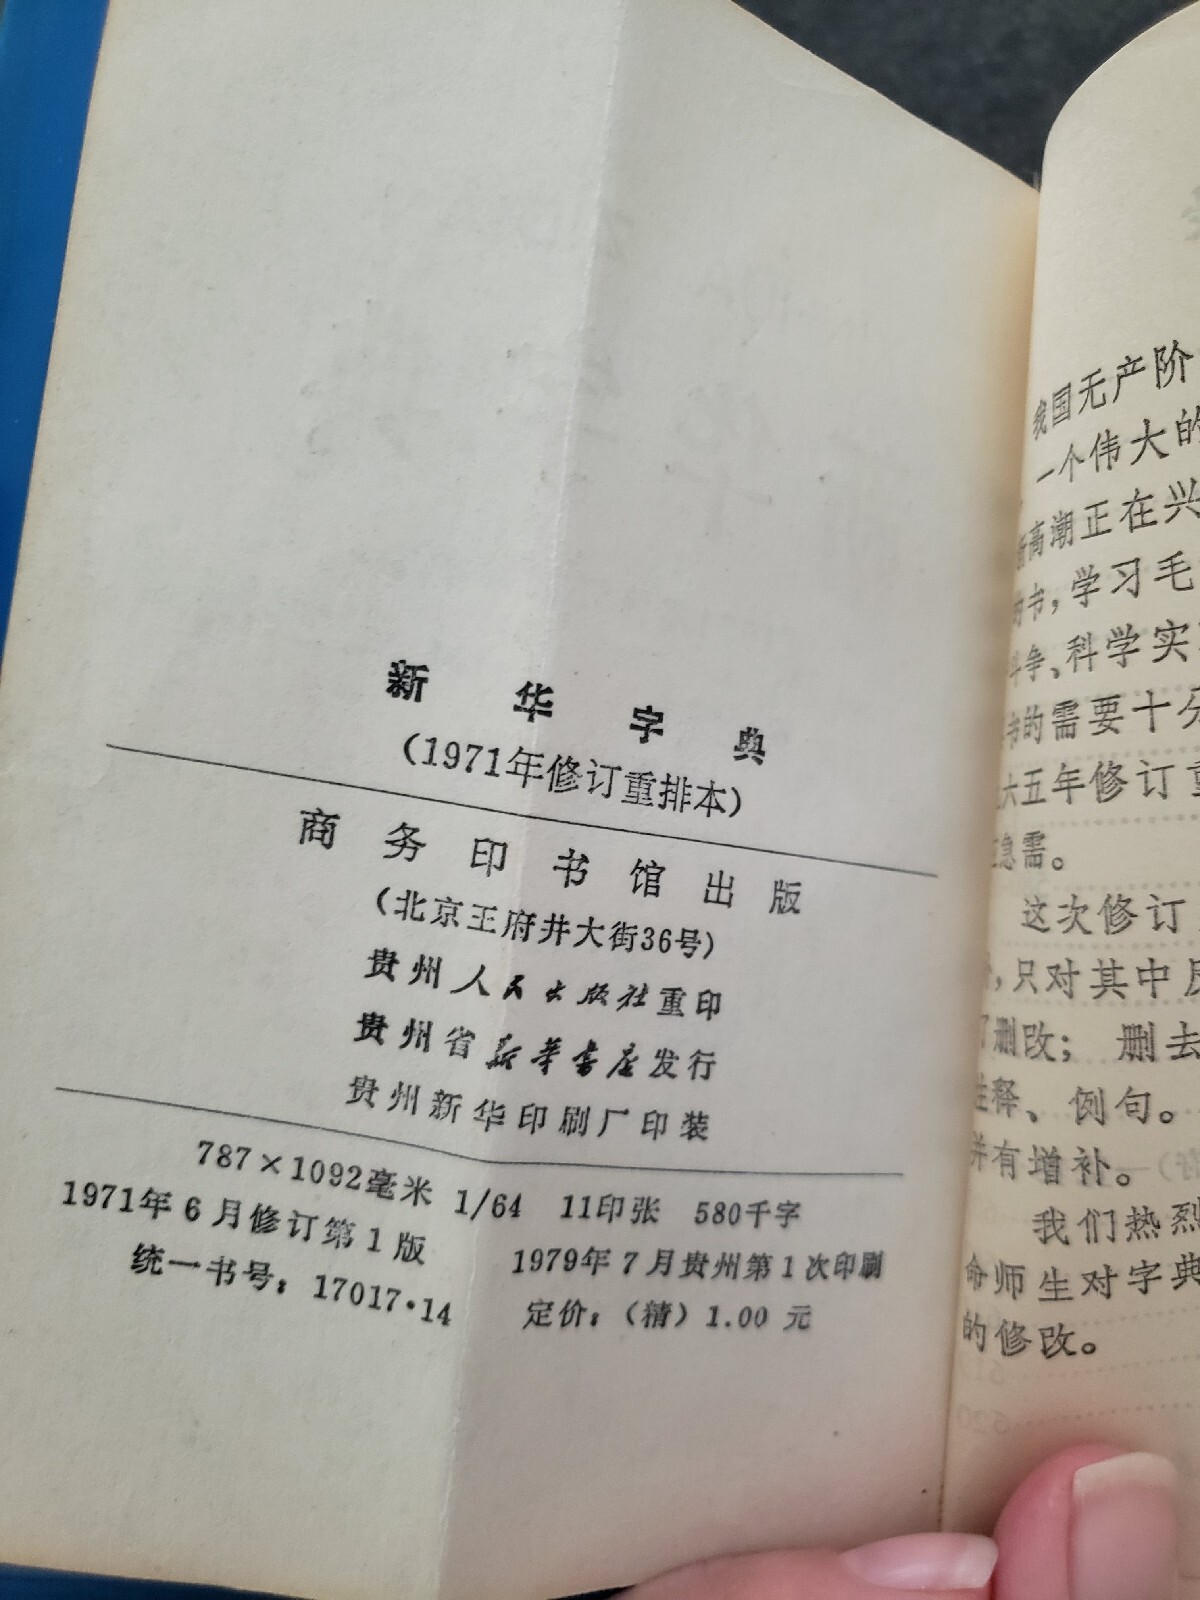 新华字典
(1971年修订重排本)
商务印书馆出版
(北京王府井大街36号)
贵州人民出版社重印
贵州省新華書店发行
贵州新华印刷厂印装
787×1092毫米 1/64 11印张 580千字
1971年6月修订第1版
1979年7月贵州第1次印刷
统一书号：17017·14
定价：(精)1.00元
我国无产阶
一个伟大的
高潮正在兴
的书，学习毛
斗争、科学实
书的需要十分
六五年修订重
急需。
这次修订
，只对其中
了删改； 删去
注释、例句。
并有增补。
我们热烈
命师生对字典
的修改。